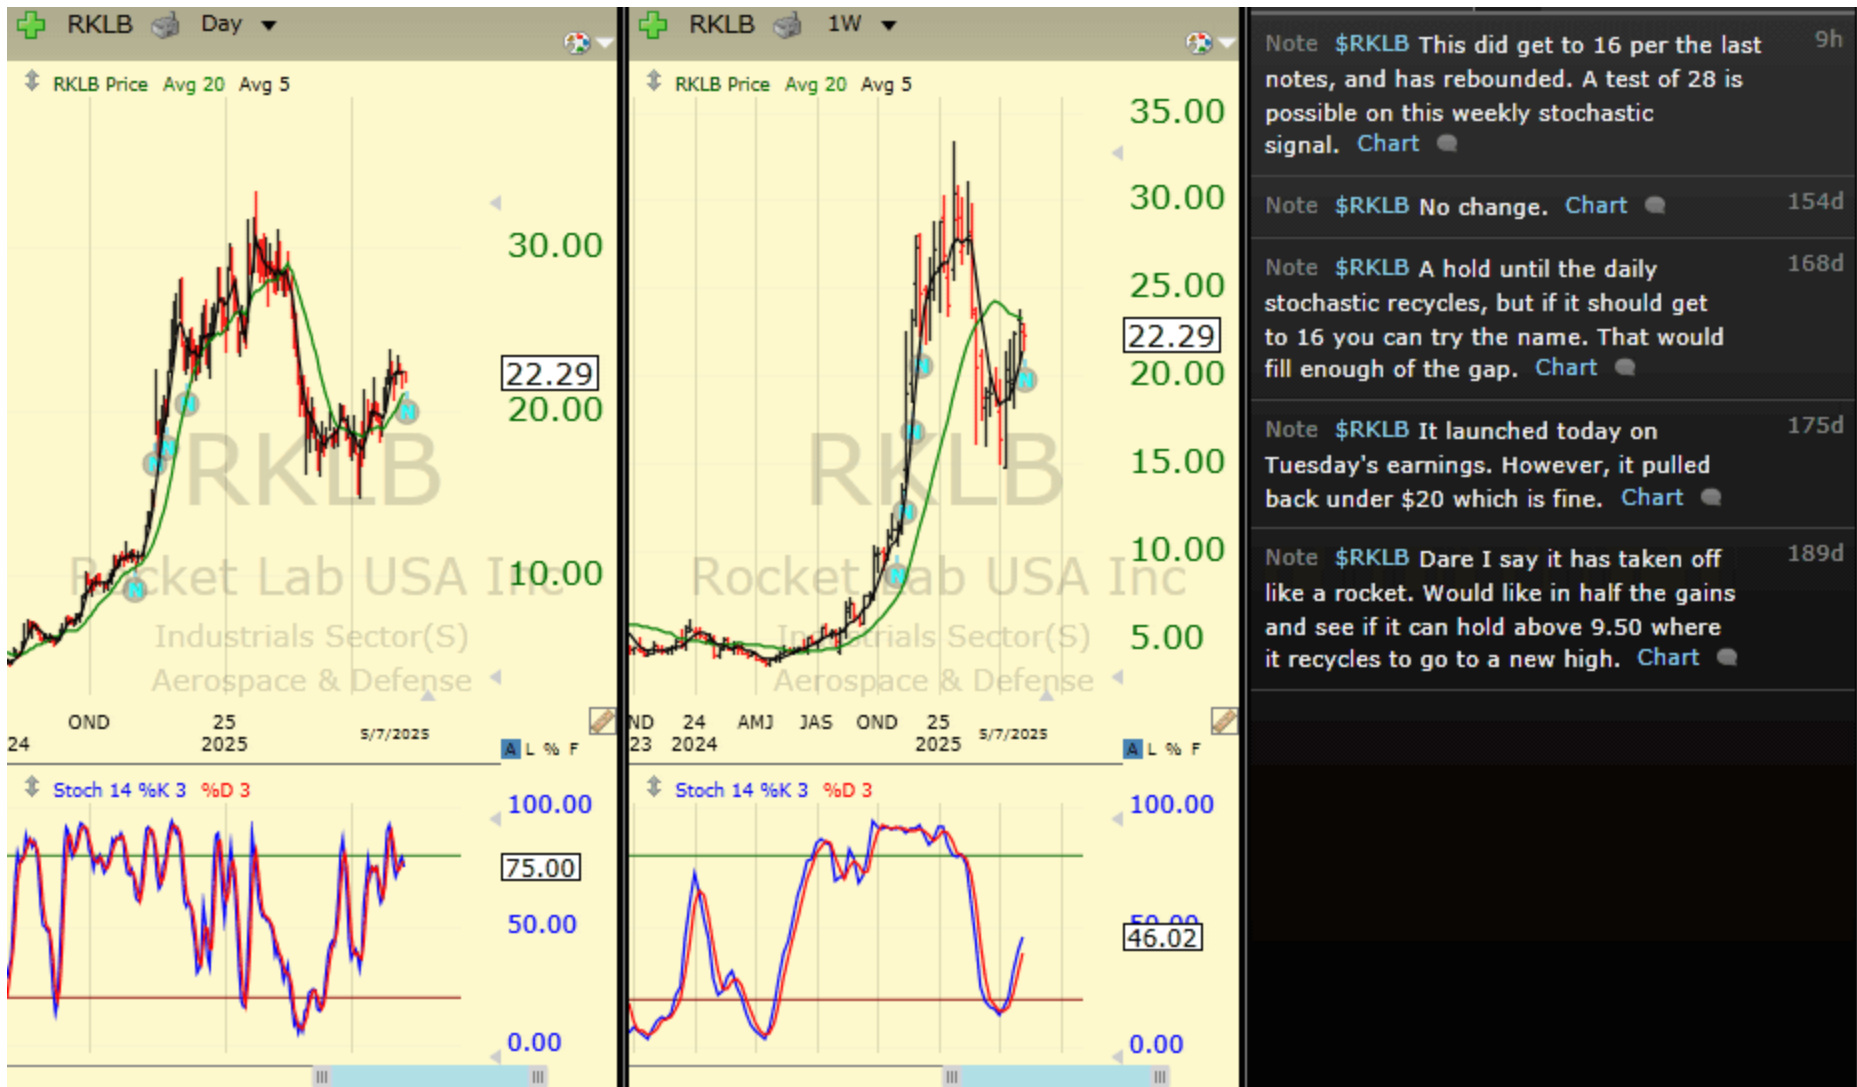 RKLB Day
RKLB Price Avg 20 Avg 5
30.00
22.29
20.00
10.00
RKLB
Rocket Lab USA Inc
Industrials Sector(S)
Aerospace & Defense
OND 25 5/7/2025
24 2025
A L % F
Stoch 14 %K 3 %D 3
100.00
75.00
50.00
0.00
RKLB 1W
RKLB Price Avg 20 Avg 5
35.00
30.00
25.00
22.29
20.00
15.00
10.00
5.00
RKLB
Rocket Lab USA Inc
Industrials Sector(S)
Aerospace & Defense
ND 24 AMJ JAS OND 25 5/7/2025
23 2024 2025
A L % F
Stoch 14 %K 3 %D 3
100.00
50.00
46.02
0.00
Note $RKLB This did get to 16 per the last 9h
notes, and has rebounded. A test of 28 is
possible on this weekly stochastic
signal. Chart
Note $RKLB No change. Chart 154d
Note $RKLB A hold until the daily 168d
stochastic recycles, but if it should get
to 16 you can try the name. That would
fill enough of the gap. Chart
Note $RKLB It launched today on 175d
Tuesday's earnings. However, it pulled
back under $20 which is fine. Chart
Note $RKLB Dare I say it has taken off 189d
like a rocket. Would like in half the gains
and see if it can hold above 9.50 where
it recycles to go to a new high. Chart
N
N
N
N
N
N
N
N
N
N